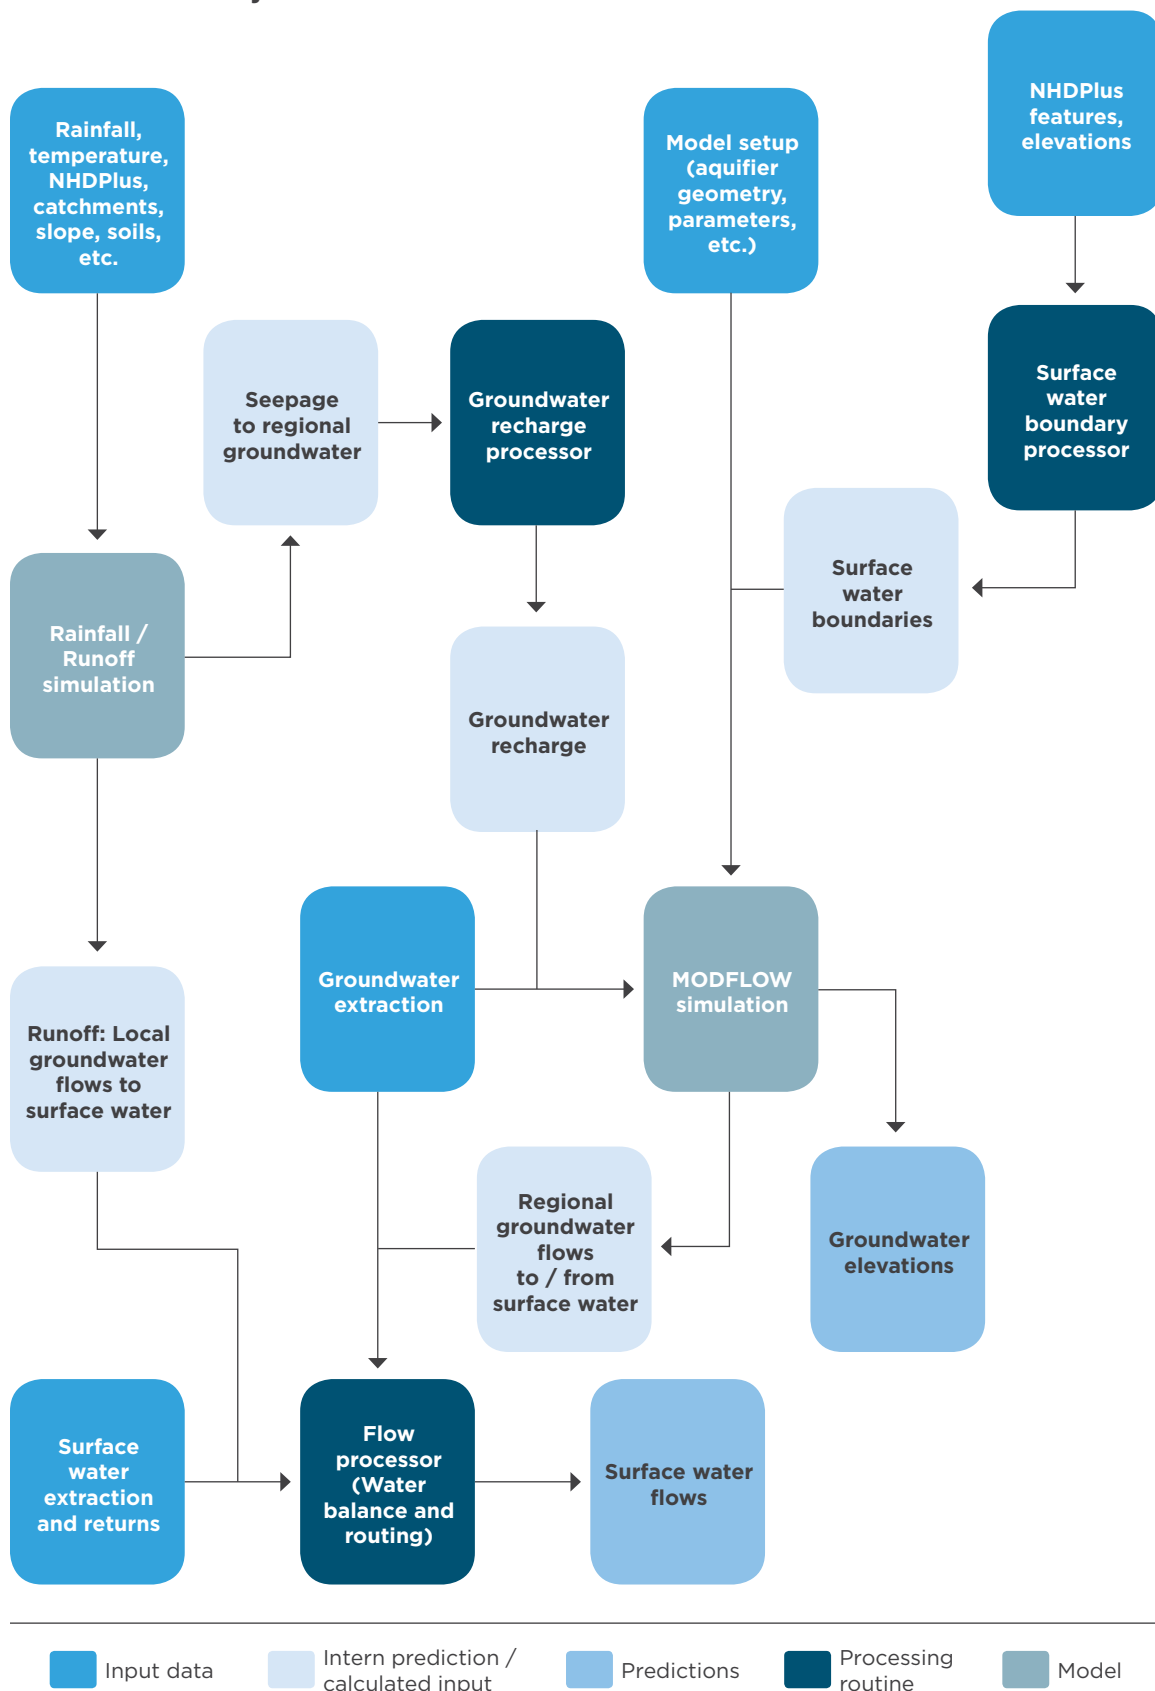 NHDPlus
features,
elevations
Rainfall,
temperature,
NHDPlus,
catchments,
slope, soils,
etc.
Model setup
(aquifier
geometry,
parameters,
etc.)
Seepage
to regional
groundwater
Groundwater
recharge
processor
Surface
water
boundary
processor
Surface
water
boundaries
Rainfall /
Runoff
simulation
Groundwater
recharge
Groundwater
extraction
MODFLOW
simulation
Runoff: Local
groundwater
flows to
surface water
Regional
groundwater
flows
to / from
surface water
Groundwater
elevations
Surface
water
extraction
and returns
Flow
processor
(Water
balance and
routing)
Surface water
flows
Input data
Intern prediction /
calculated input
Predictions
Processing
routine
Model